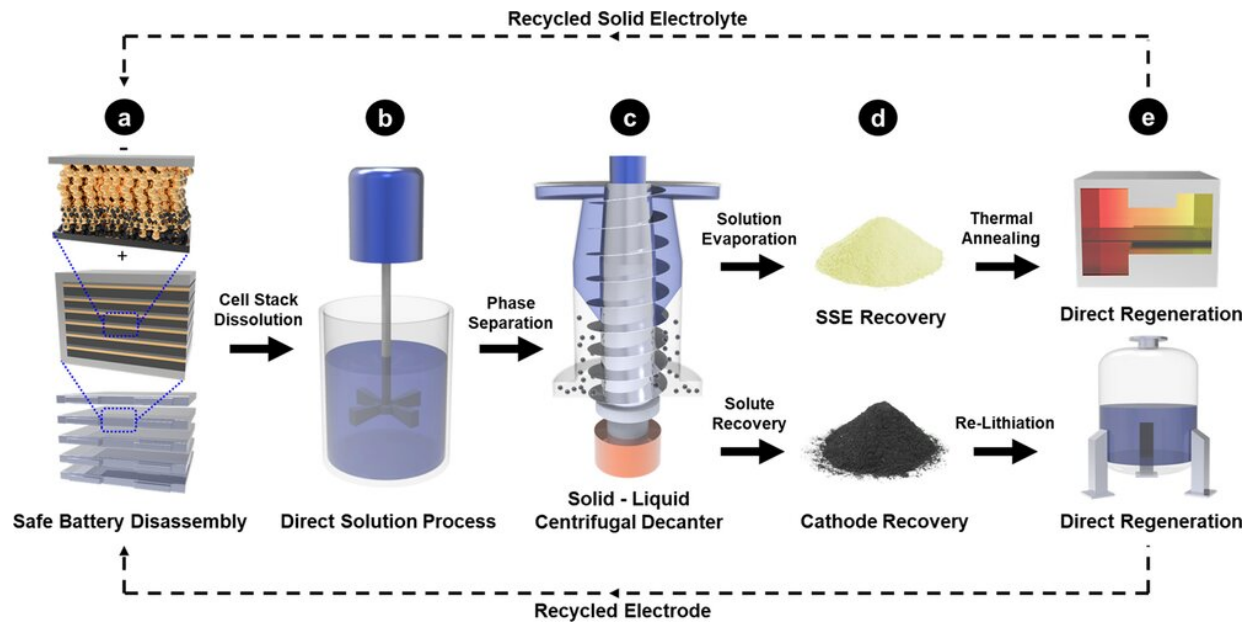 Recycled Solid Electrolyte
a
b
c
d
e
-
+
Cell Stack
Dissolution
Phase
Separation
Solution
Evaporation
Thermal
Annealing
SSE Recovery
Direct Regeneration
Solute
Recovery
Re-Lithiation
Safe Battery Disassembly
Direct Solution Process
Solid - Liquid
Centrifugal Decanter
Cathode Recovery
Direct Regeneration
Recycled Electrode